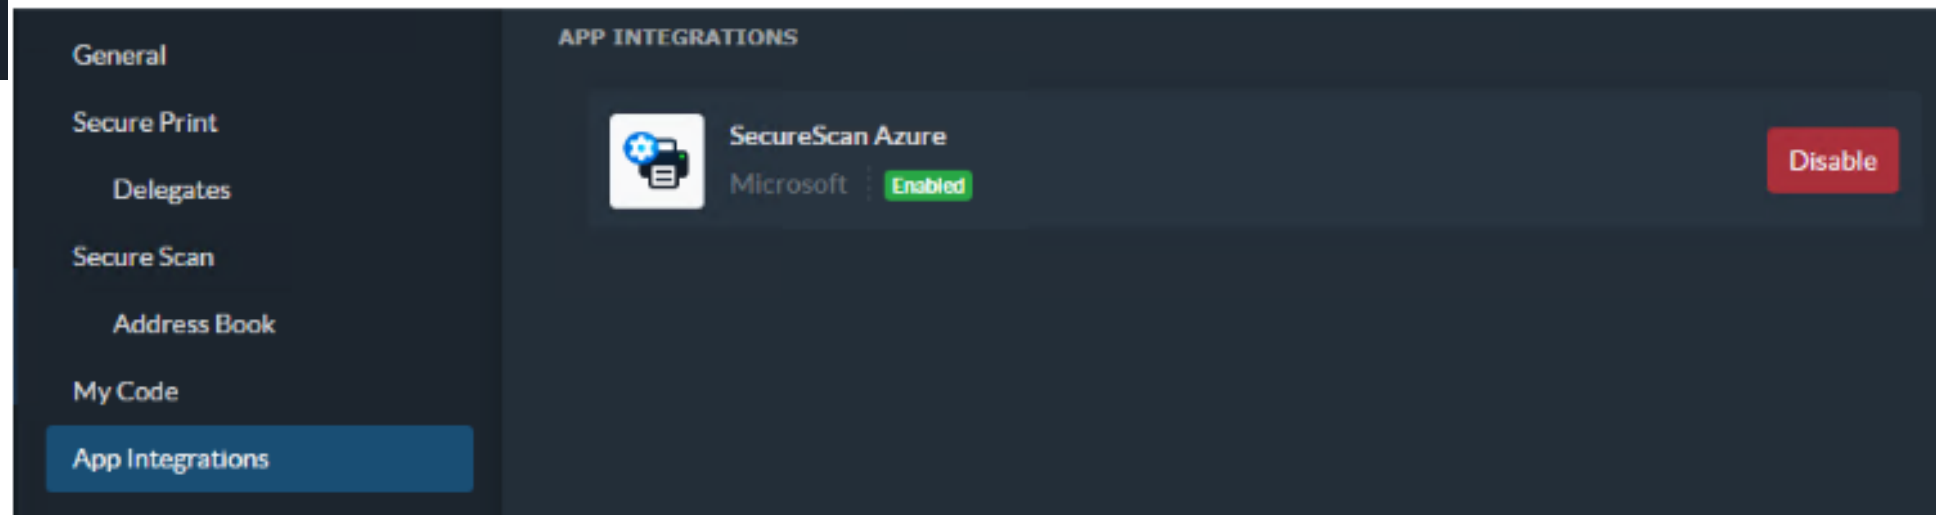 General
Secure Print
Delegates
Secure Scan
Address Book
My Code
App Integrations
APP INTEGRATIONS
SecureScan Azure
Microsoft
Enabled
Disable